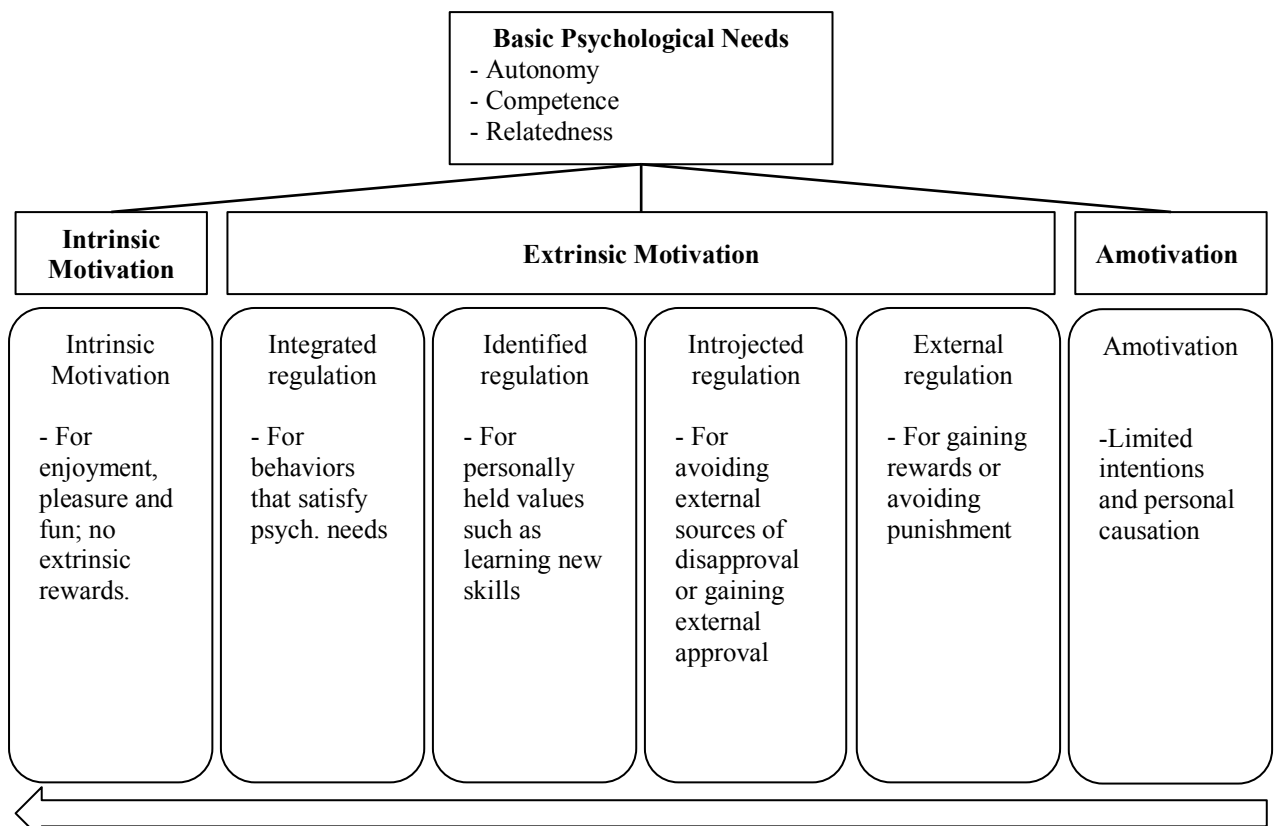 Basic Psychological Needs
- Autonomy
- Competence
- Relatedness
Intrinsic
Motivation
Extrinsic Motivation
Amotivation
Intrinsic
Motivation
- For
enjoyment,
pleasure and
fun; no
extrinsic
rewards.
Integrated
regulation
- For
behaviors
that satisfy
psych. needs
Identified
regulation
- For
personally
held values
such as
learning new
skills
Introjected
regulation
- For
avoiding
external
sources of
disapproval
or gaining
external
approval
External
regulation
- For gaining
rewards or
avoiding
punishment
Amotivation
-Limited
intentions
and personal
causation